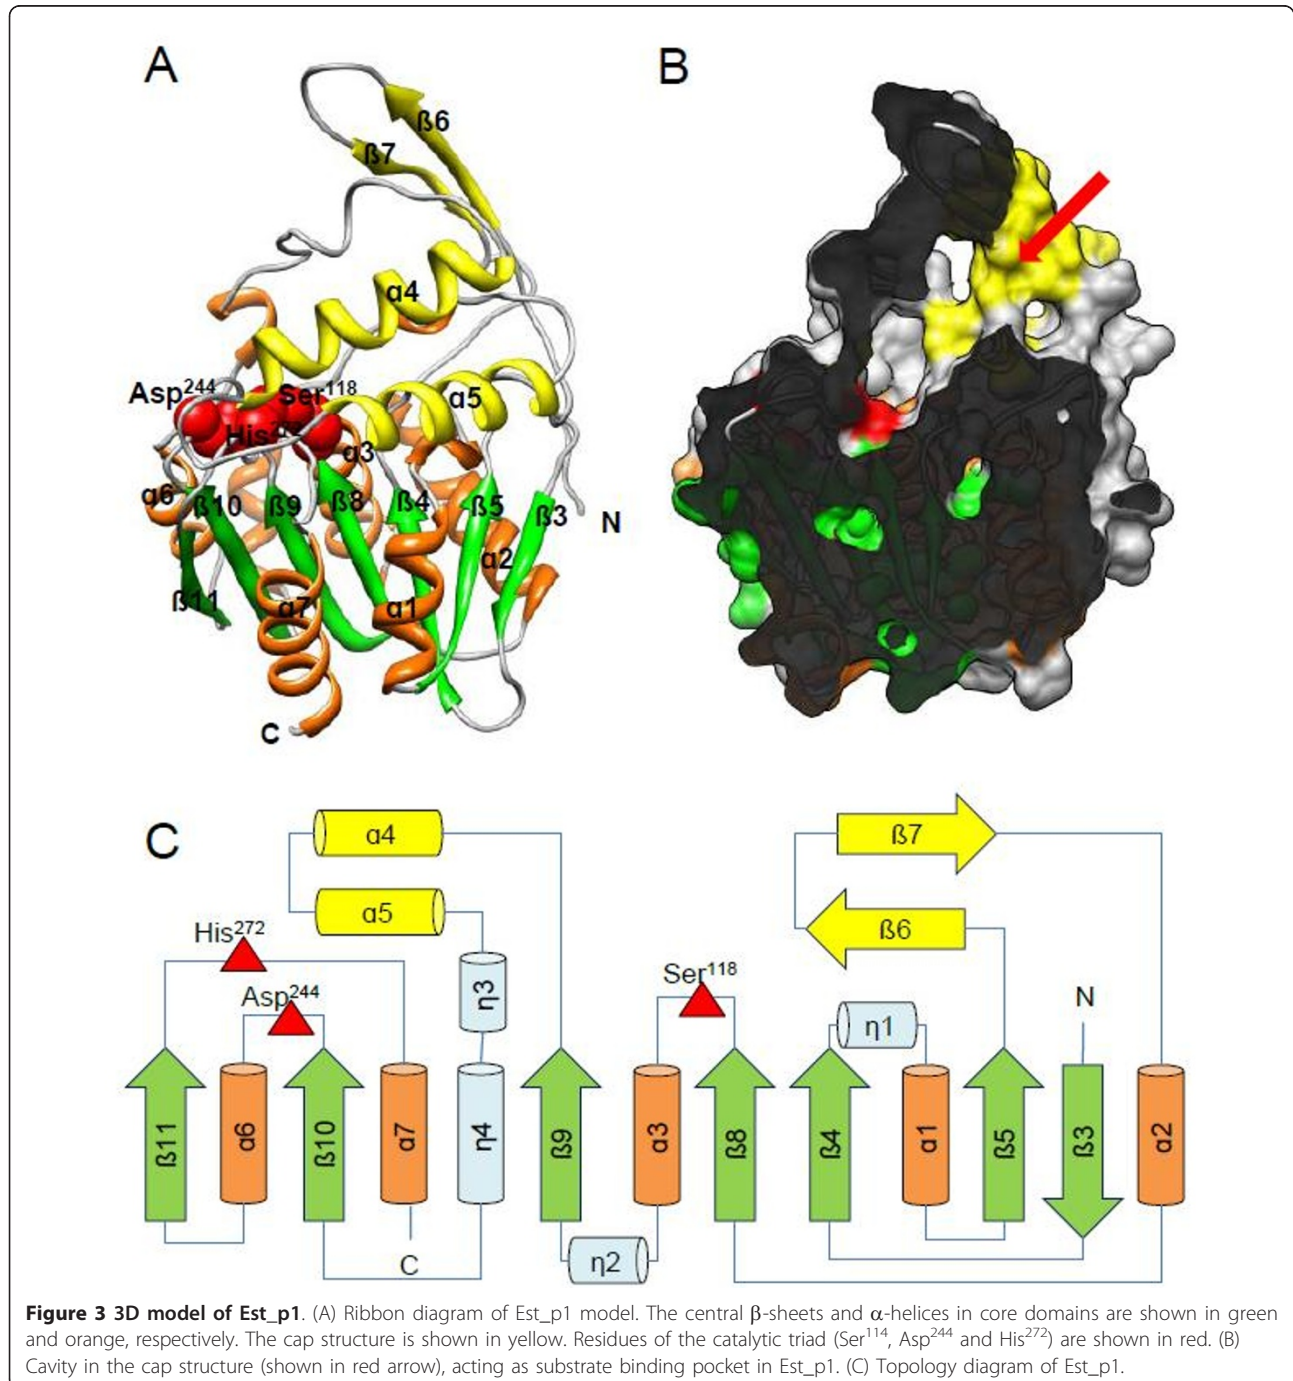 A
B
ß6
ß7
α4
Asp244
Ser118
α5
His272
α3
α6
ß10
ß9
ß8
ß4
ß5
ß3
N
α2
ß11
α7
α1
C
C
α4
ß7
α5
ß6
His272
Ser118
Asp244
η3
η1
N
ß11
α6
ß10
α7
η4
ß9
α3
ß8
ß4
α1
ß5
ß3
α2
C
η2
Figure 3 3D model of Est_p1. (A) Ribbon diagram of Est_p1 model. The central β-sheets and α-helices in core domains are shown in green
and orange, respectively. The cap structure is shown in yellow. Residues of the catalytic triad (Ser114, Asp244 and His272) are shown in red. (B)
Cavity in the cap structure (shown in red arrow), acting as substrate binding pocket in Est_p1. (C) Topology diagram of Est_p1.